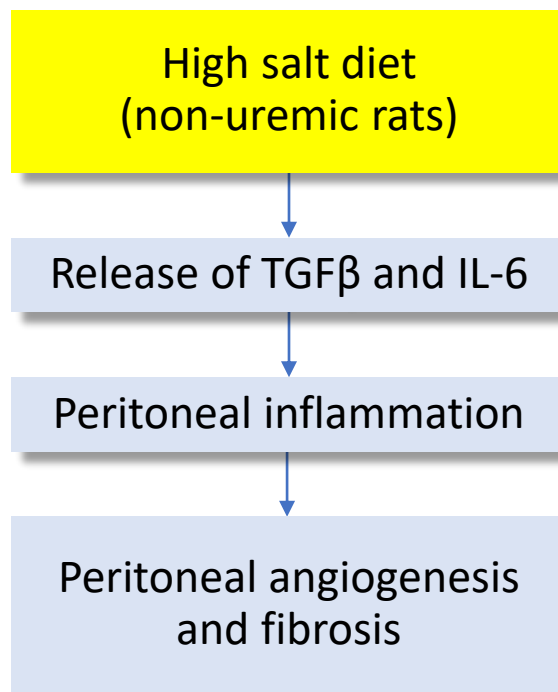 High salt diet
(non-uremic rats)
Release of TGFβ and IL-6
Peritoneal inflammation
Peritoneal angiogenesis
and fibrosis